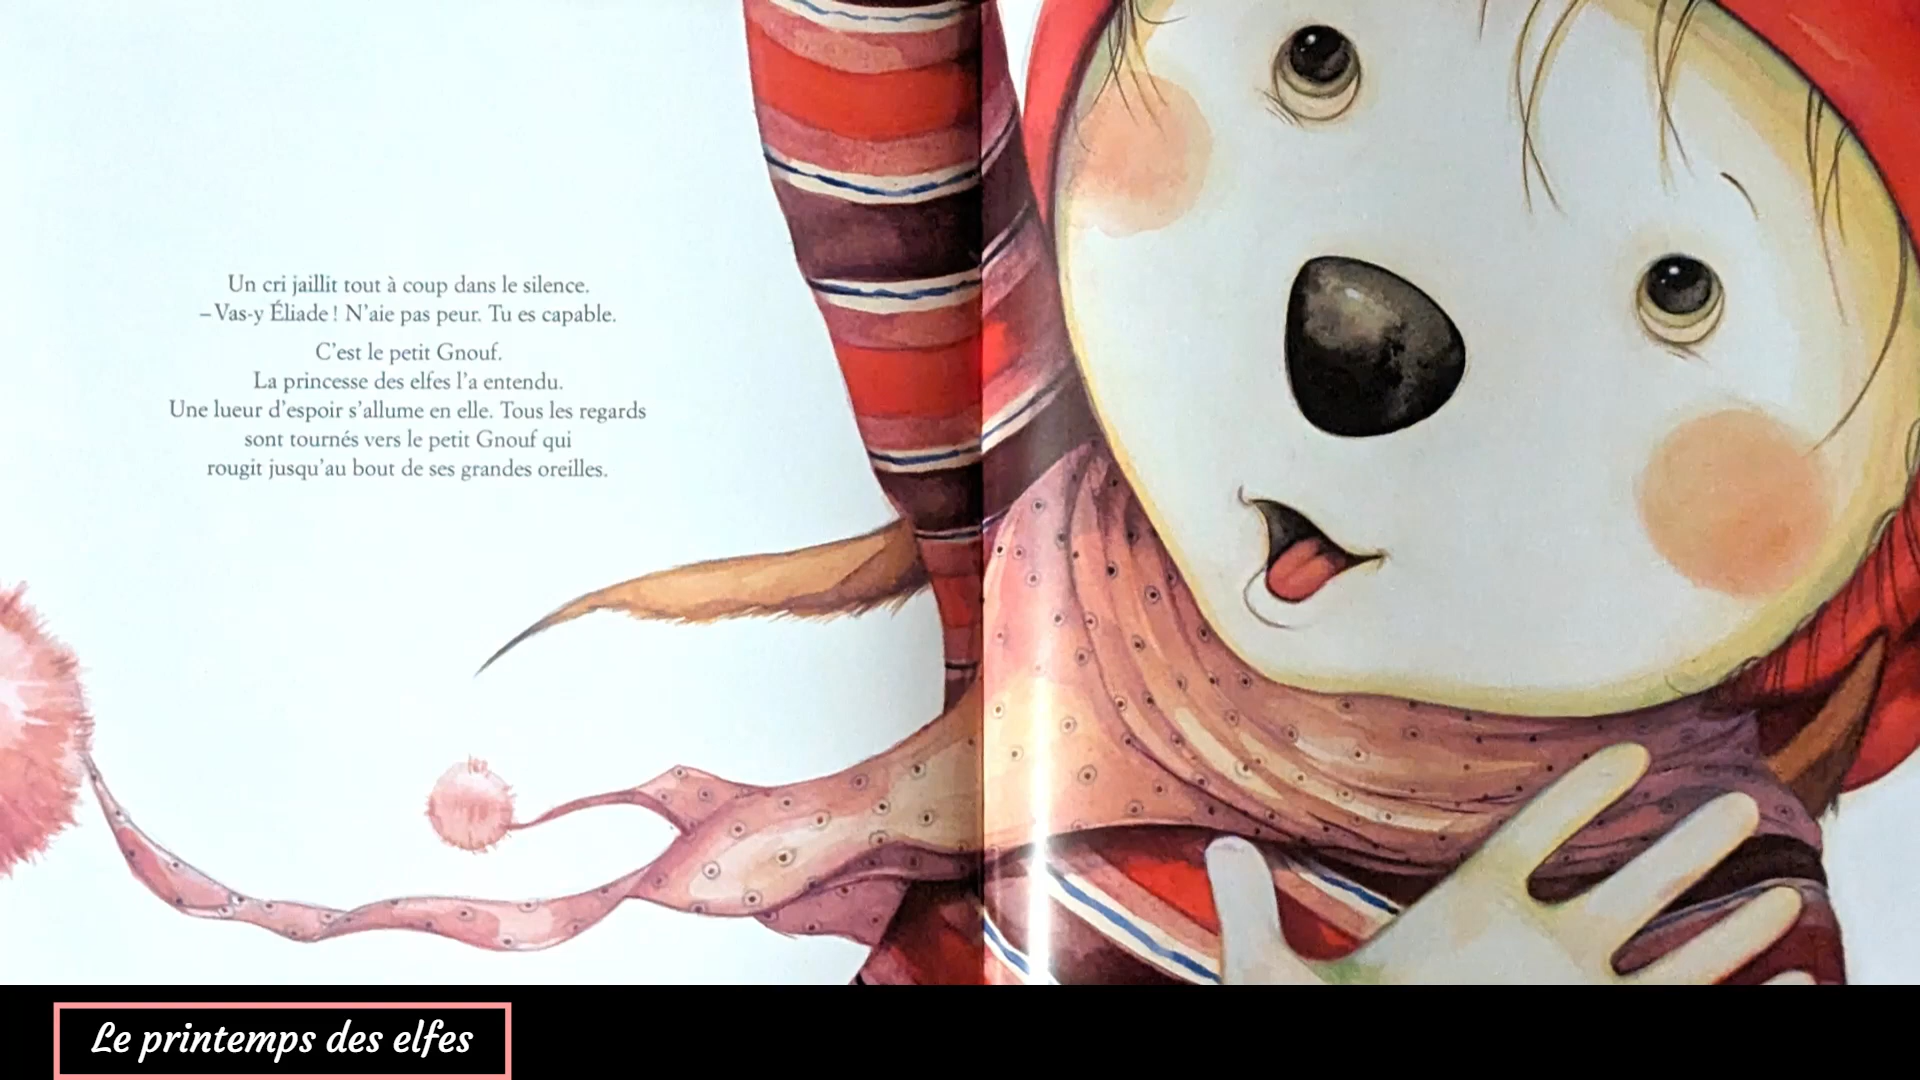 Un cri jaillit tout à coup dans le silence.
– Vas-y Éliade ! N'aie pas peur. Tu es capable.
C'est le petit Gnouf.
La princesse des elfes l'a entendu.
Une lueur d'espoir s'allume en elle. Tous les regards
sont tournés vers le petit Gnouf qui
rougit jusqu'au bout de ses grandes oreilles.
Le printemps des elfes